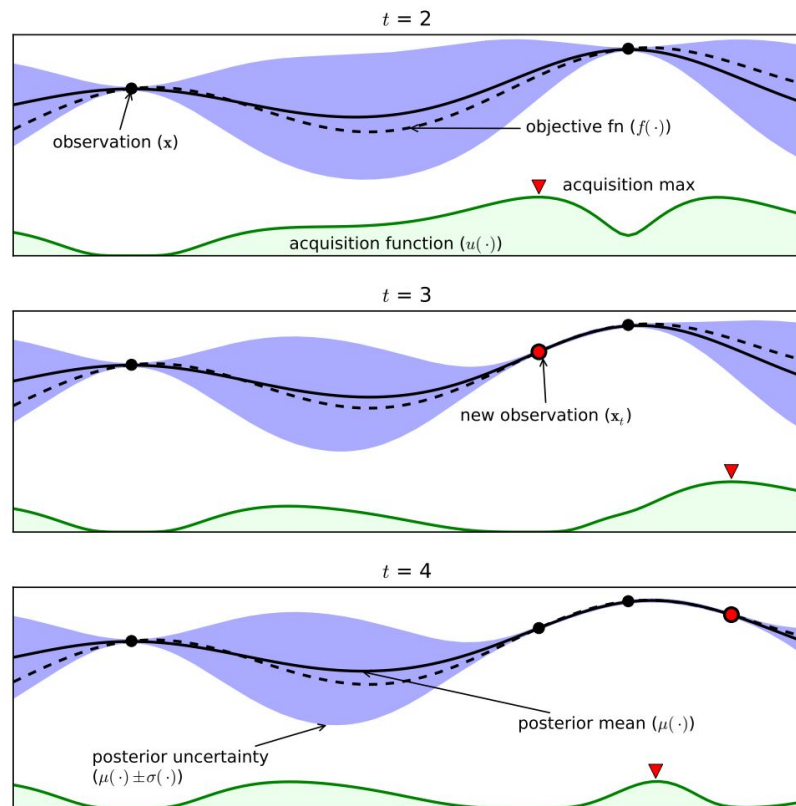 t = 2
observation (x)
objective fn (f(·))
acquisition max
acquisition function (u(·))
t = 3
new observation (xₜ)
t = 4
posterior mean (μ(·))
posterior uncertainty
(μ(·)±σ(·))